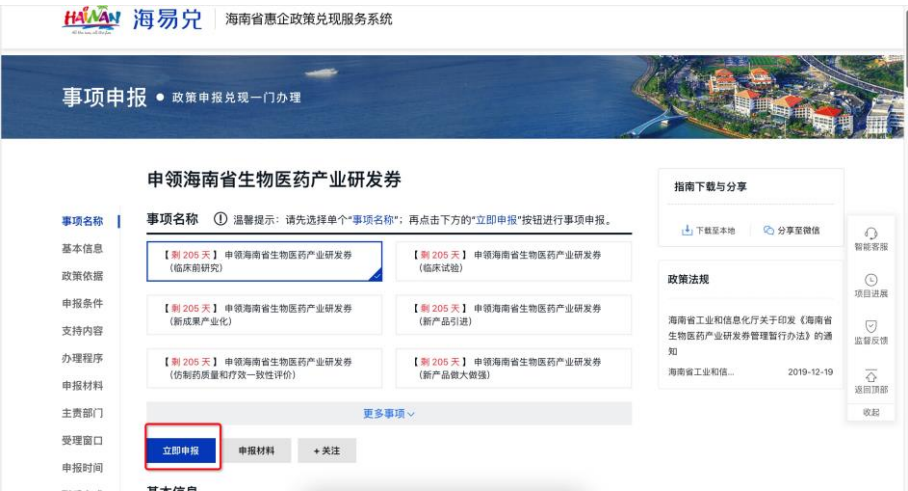 HAINAN 海易兑 海南省惠企政策兑现服务系统
事项申报 • 政策申报兑现一门办理
申领海南省生物医药产业研发券
事项名称 温馨提示：请先选择单个“事项名称”；再点击下方的“立即申报”按钮进行事项申报。
【剩 205 天】 申领海南省生物医药产业研发券
（临床前研究）
【剩 205 天】 申领海南省生物医药产业研发券
（临床试验）
【剩 205 天】 申领海南省生物医药产业研发券
（新成果产业化）
【剩 205 天】 申领海南省生物医药产业研发券
（新产品引进）
【剩 205 天】 申领海南省生物医药产业研发券
（仿制药质量和疗效一致性评价）
【剩 205 天】 申领海南省生物医药产业研发券
（新产品做大做强）
更多事项
立即申报 申报材料 +关注
基本信息
事项名称
基本信息
政策依据
申报条件
支持内容
办理程序
申报材料
主责部门
受理窗口
申报时间
指南下载与分享
下载至本地 分享至微信
政策法规
海南省工业和信息化厅关于印发《海南省
生物医药产业研发券管理暂行办法》的通
知
海南省工业和信... 2019-12-19
智能客服
项目进展
监督反馈
返回顶部
收起